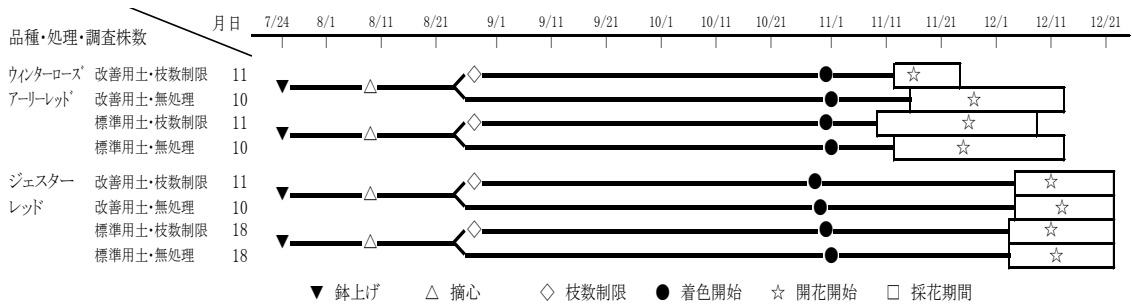 月日 7/24 8/1 8/11 8/21 9/1 9/11 9/21 10/1 10/11 10/21 11/1 11/11 11/21 12/1 12/11 12/21
品種・処理・調査株数
ウィンターローズ 改善用土・枝数制限 11
アーリーレッド 改善用土・無処理 10
標準用土・枝数制限 11
標準用土・無処理 10
ジェスター 改善用土・枝数制限 11
レッド 改善用土・無処理 10
標準用土・枝数制限 18
標準用土・無処理 18
▼ 鉢上げ △ 摘心 ◇ 枝数制限 ● 着色開始 ☆ 開花開始 □ 採花期間